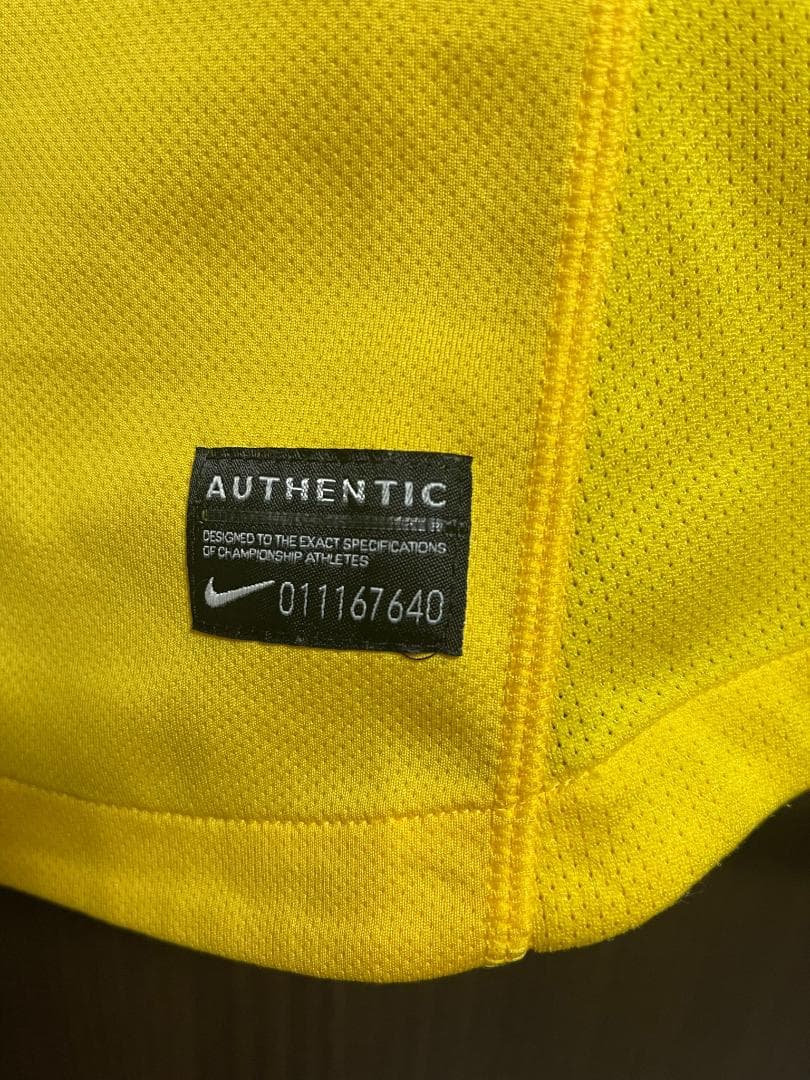 AUTHENTIC
DESIGNED TO THE EXACT SPECIFICATIONS
OF CHAMPIONSHIP ATHLETES
011167640